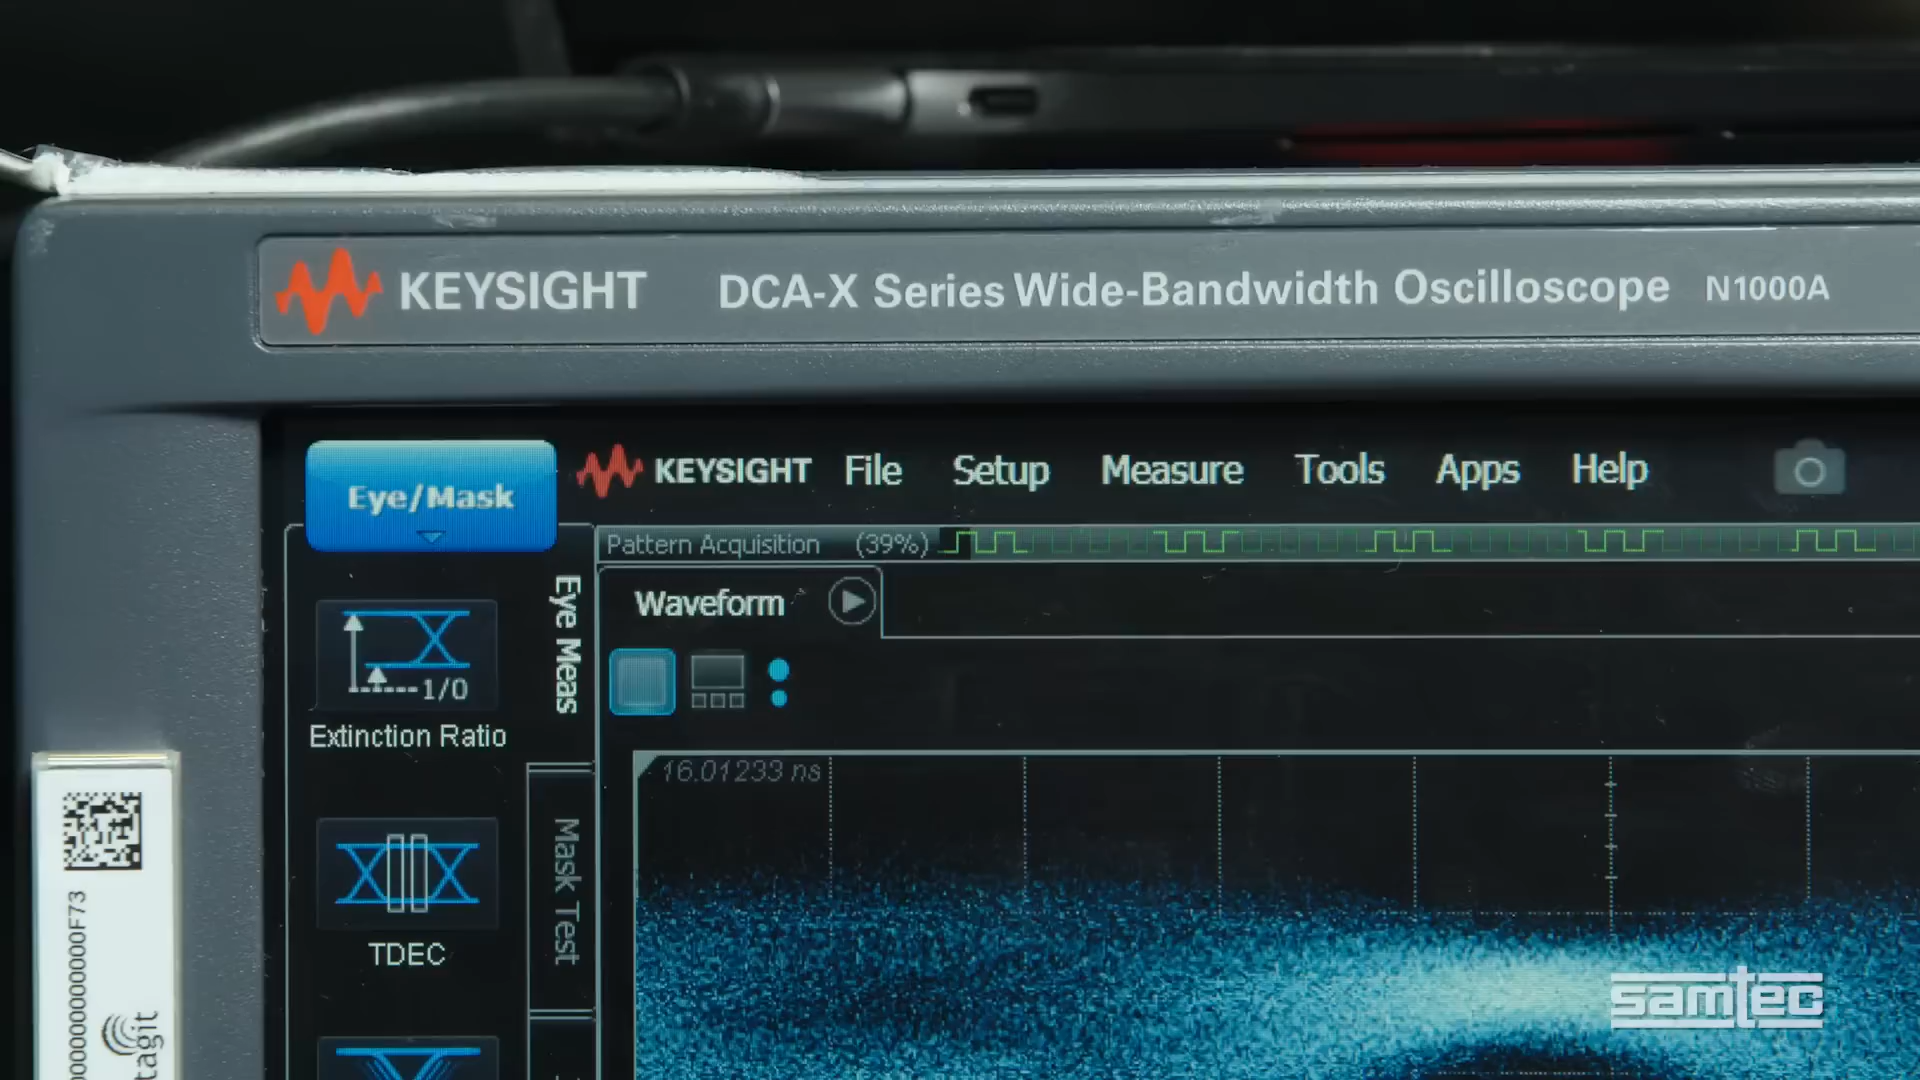 KEYSIGHT DCA-X Series Wide-Bandwidth Oscilloscope N1000A
Eye/Mask
KEYSIGHT File Setup Measure Tools Apps Help
Pattern Acquisition (39%)
Waveform
Eye Meas
1/0
Extinction Ratio
16.01233 ns
Mask Test
TDEC
samtec